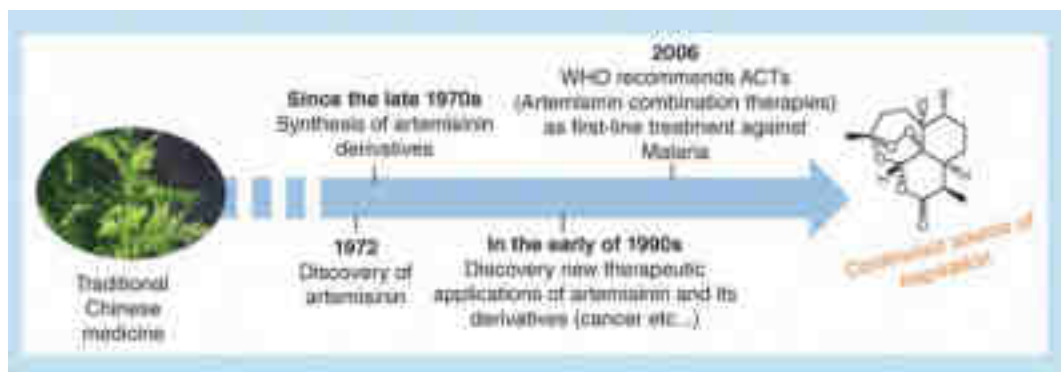 2006
WHO recommends ACTs
(Artemisinin combination therapies)
as first-line treatment against
Malaria
Since the late 1970s
Synthesis of artemisinin
derivatives
1972
Discovery of
artemisinin
In the early of 1990s
Discovery new therapeutic
applications of artemisinin and its
derivatives (cancer etc...)
Traditional
Chinese
medicine
source of
inspiration